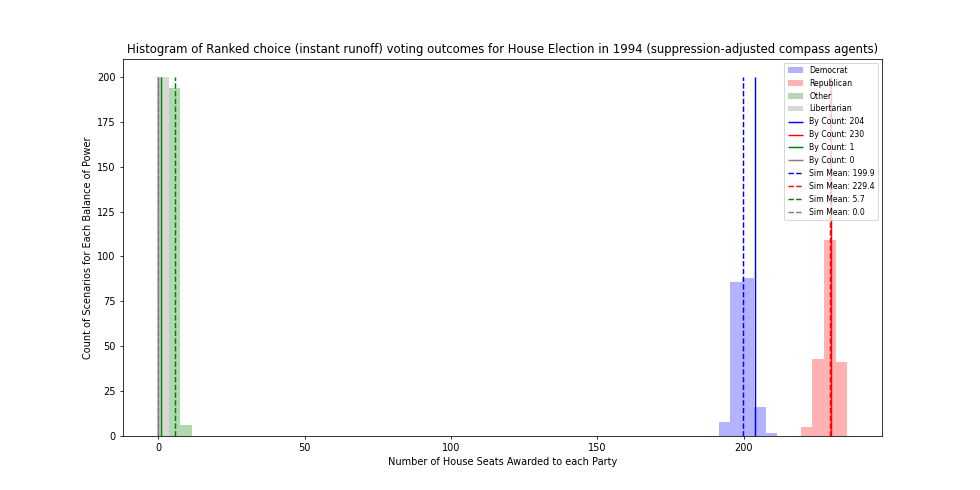 Histogram of Ranked choice (instant runoff) voting outcomes for House Election in 1994 (suppression-adjusted compass agents)
Count of Scenarios for Each Balance of Power
200
175
150
125
100
75
50
25
0
Democrat
Republican
Other
Libertarian
By Count: 204
By Count: 230
By Count: 1
By Count: 0
Sim Mean: 199.9
Sim Mean: 229.4
Sim Mean: 5.7
Sim Mean: 0.0
0
50
100
150
200
Number of House Seats Awarded to each Party